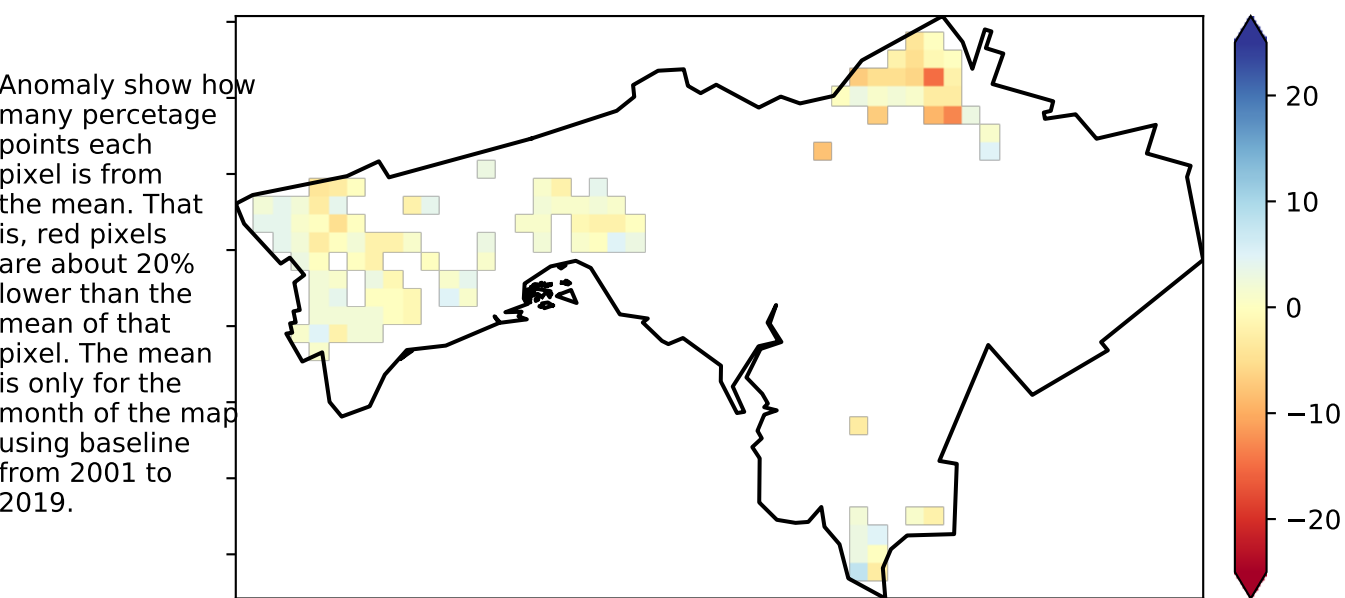 Anomaly show how
many percetage
points each
pixel is from
the mean. That
is, red pixels
are about 20%
lower than the
mean of that
pixel. The mean
is only for the
month of the map
using baseline
from 2001 to
2019.
20
10
0
−10
−20